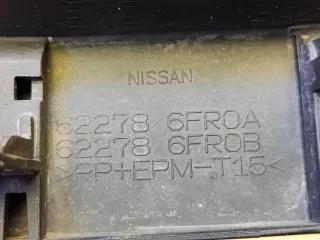 NISSAN
62278 6FR0A
62278 6FR0B
>PP+EPM-T15<